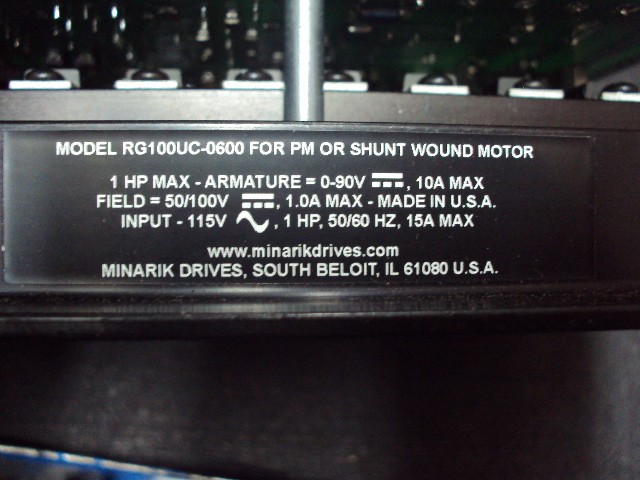 MODEL RG100UC-0600 FOR PM OR SHUNT WOUND MOTOR
1 HP MAX - ARMATURE = 0-90V ⎓, 10A MAX
FIELD = 50/100V ⎓, 1.0A MAX - MADE IN U.S.A.
INPUT - 115V ∿, 1 HP, 50/60 HZ, 15A MAX
www.minarikdrives.com
MINARIK DRIVES, SOUTH BELOIT, IL 61080 U.S.A.